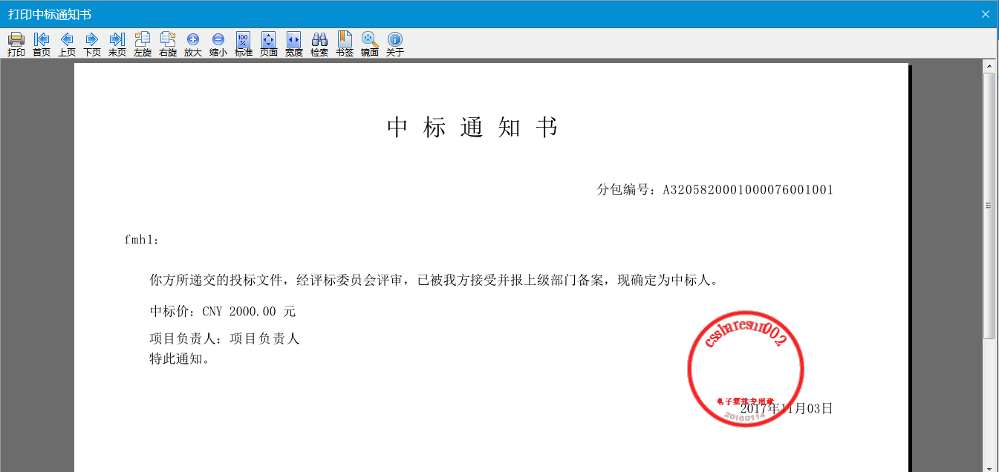 打印中标通知书
打印 首页 上页 下页 末页 左旋 右旋 放大 缩小 标准 页面 宽度 检索 书签 镜面 关于
中标通知书
分包编号：A3205820001000076001001
fmh1：
你方所递交的投标文件，经评标委员会评审，已被我方接受并报上级部门备案，现确定为中标人。
中标价：CNY 2000.00 元
项目负责人：项目负责人
特此通知。
cssharesun002
电子签批专用章
2017年11月03日
20100114